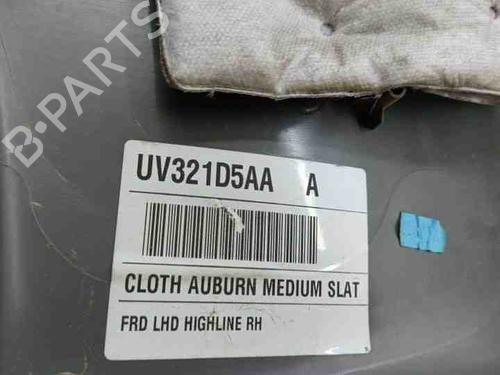 B-PARTS
UV321D5AA A
CLOTH AUBURN MEDIUM SLAT
FRD LHD HIGHLINE RH